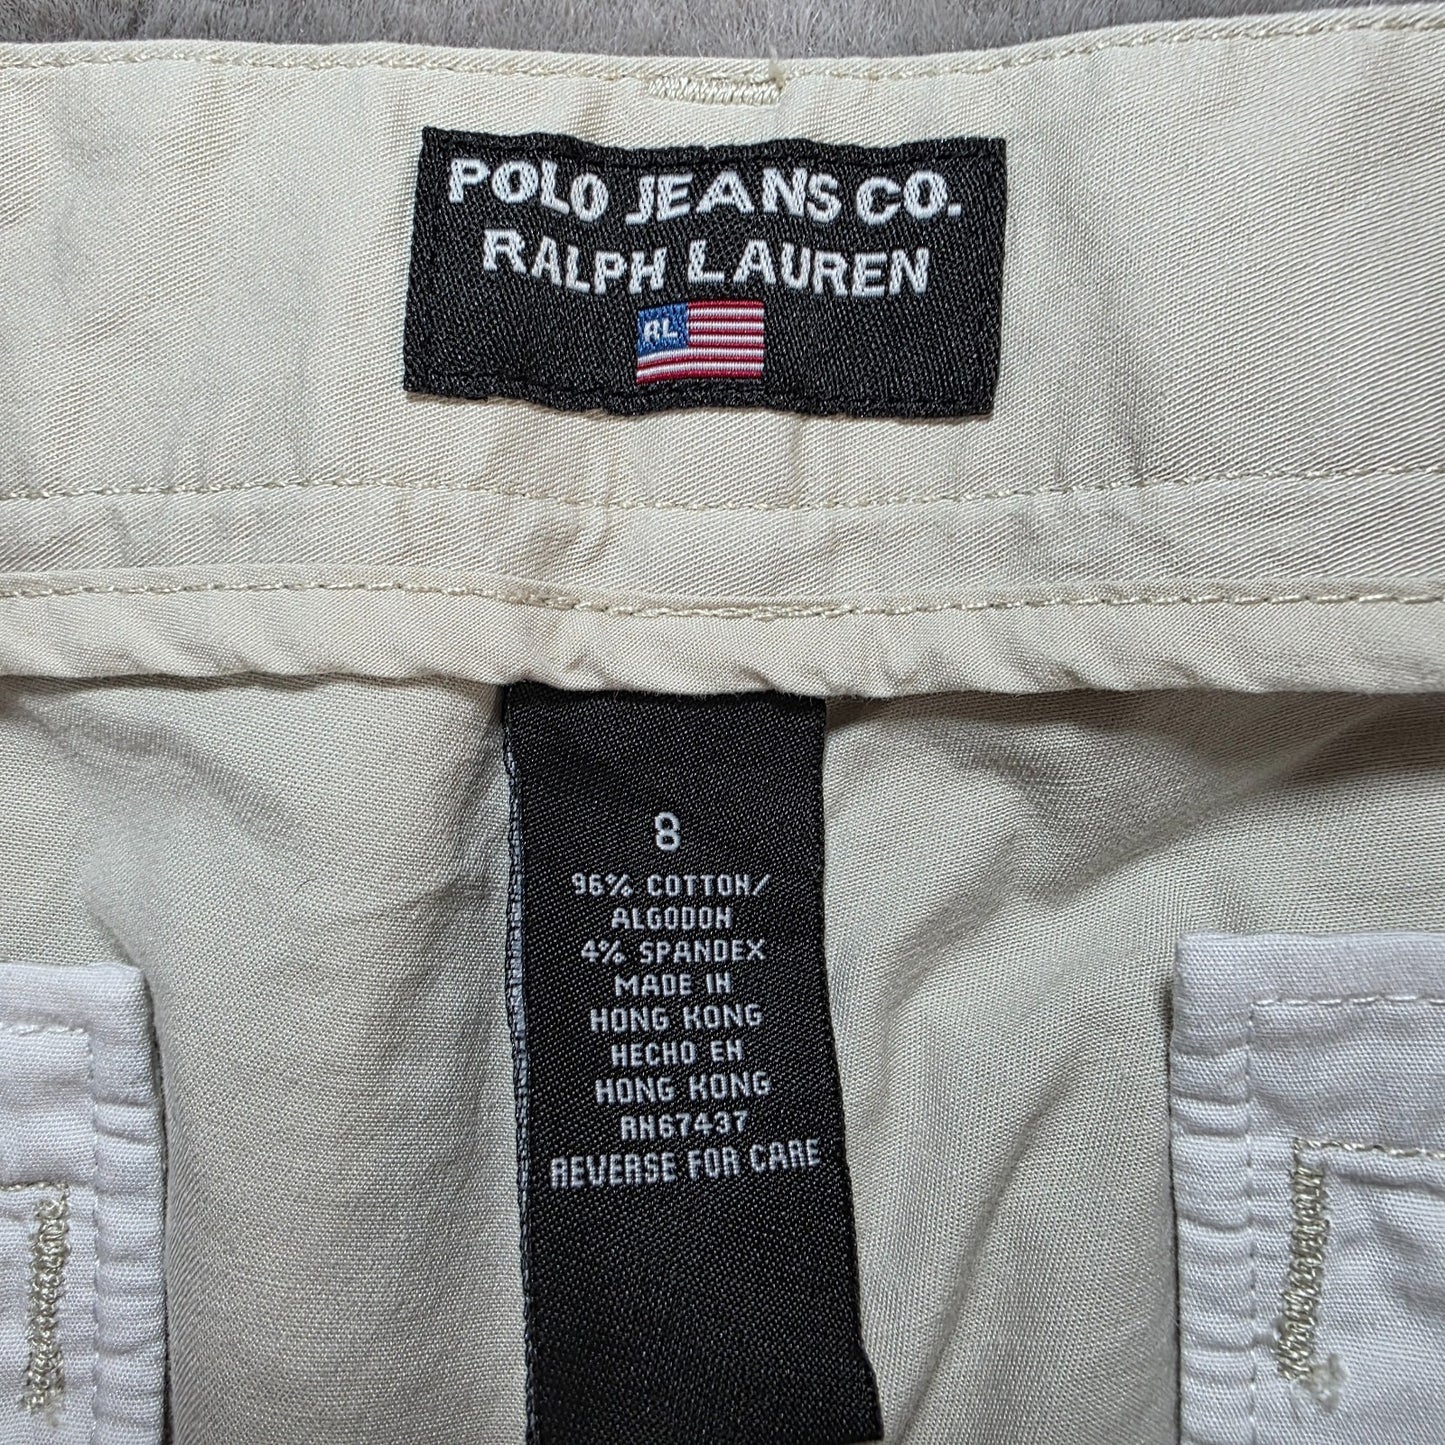 POLO JEANS CO.
RALPH LAUREN
RL
8
96% COTTON/
ALGODON
4% SPANDEX
MADE IN
HONG KONG
HECHO EN
HONG KONG
RN67437
REVERSE FOR CARE